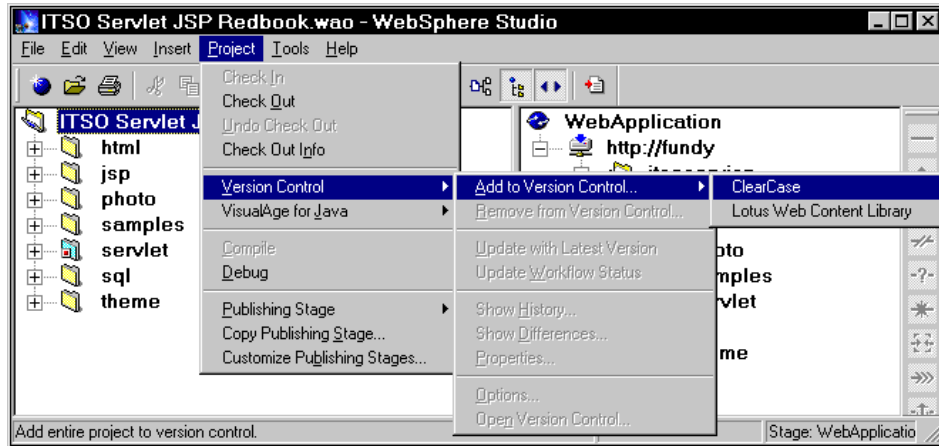 ITSO Servlet JSP Redbook.wao - WebSphere Studio
File Edit View Insert Project Tools Help
Check In
Check Out
Undo Check Out
Check Out Info
Version Control
VisualAge for Java
Compile
Debug
Publishing Stage
Copy Publishing Stage...
Customize Publishing Stages...
ITSO Servlet J
html
jsp
photo
samples
servlet
sql
theme
Add to Version Control...
Remove from Version Control...
Update with Latest Version
Update Workflow Status
Show History...
Show Differences...
Properties...
Options...
Open Version Control...
ClearCase
Lotus Web Content Library
WebApplication
http://fundy
oto
mples
rvlet
me
Add entire project to version control.
Stage: WebApplicatio